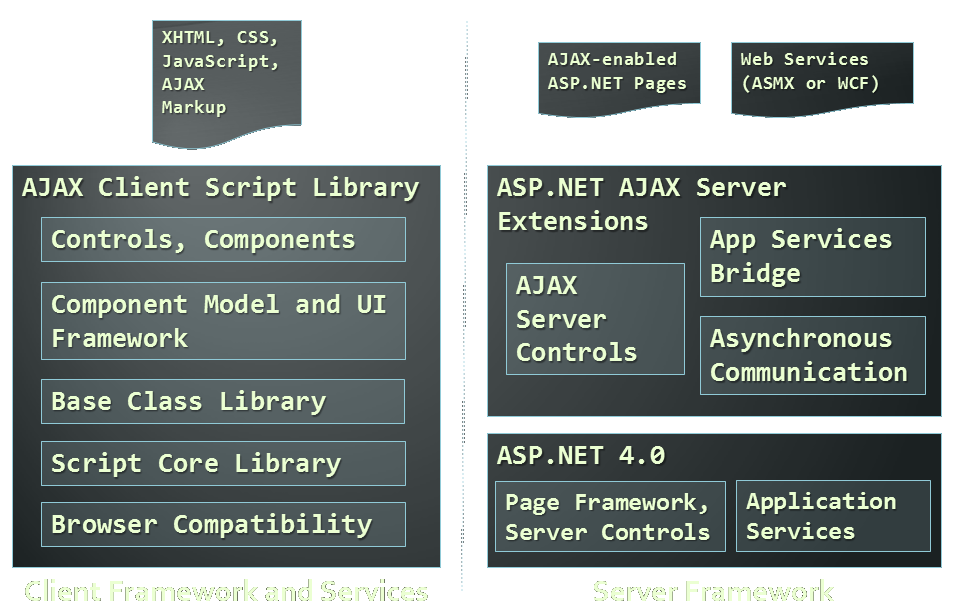 XHTML, CSS,
JavaScript,
AJAX
Markup
AJAX Client Script Library
Controls, Components
Component Model and UI
Framework
Base Class Library
Script Core Library
Browser Compatibility
Client Framework and Services
AJAX-enabled
ASP.NET Pages
Web Services
(ASMX or WCF)
ASP.NET AJAX Server
Extensions
AJAX
Server
Controls
App Services
Bridge
Asynchronous
Communication
ASP.NET 4.0
Page Framework,
Server Controls
Application
Services
Server Framework